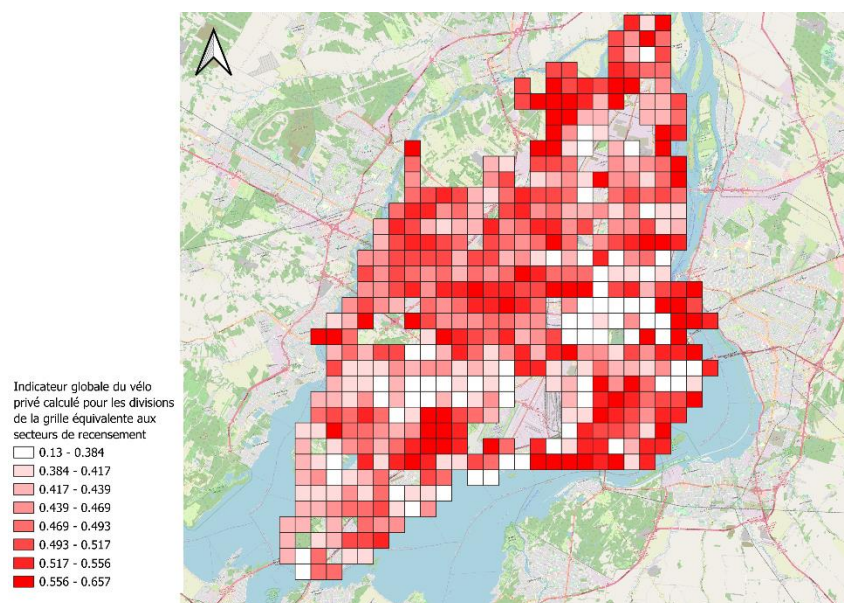 Indicateur globale du vélo
privé calculé pour les divisions
de la grille équivalente aux
secteurs de recensement
0.13 - 0.384
0.384 - 0.417
0.417 - 0.439
0.439 - 0.469
0.469 - 0.493
0.493 - 0.517
0.517 - 0.556
0.556 - 0.657